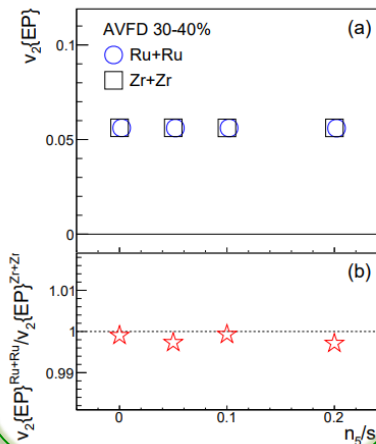 v₂{EP}
0.1
0.05
0
AVFD 30-40%
(a)
Ru+Ru
Zr+Zr
v₂{EP}ᴿᵘ⁺ᴿᵘ/v₂{EP}ᶻʳ⁺ᶻʳ
1.01
1
0.99
(b)
0
0.1
0.2
n₅/s